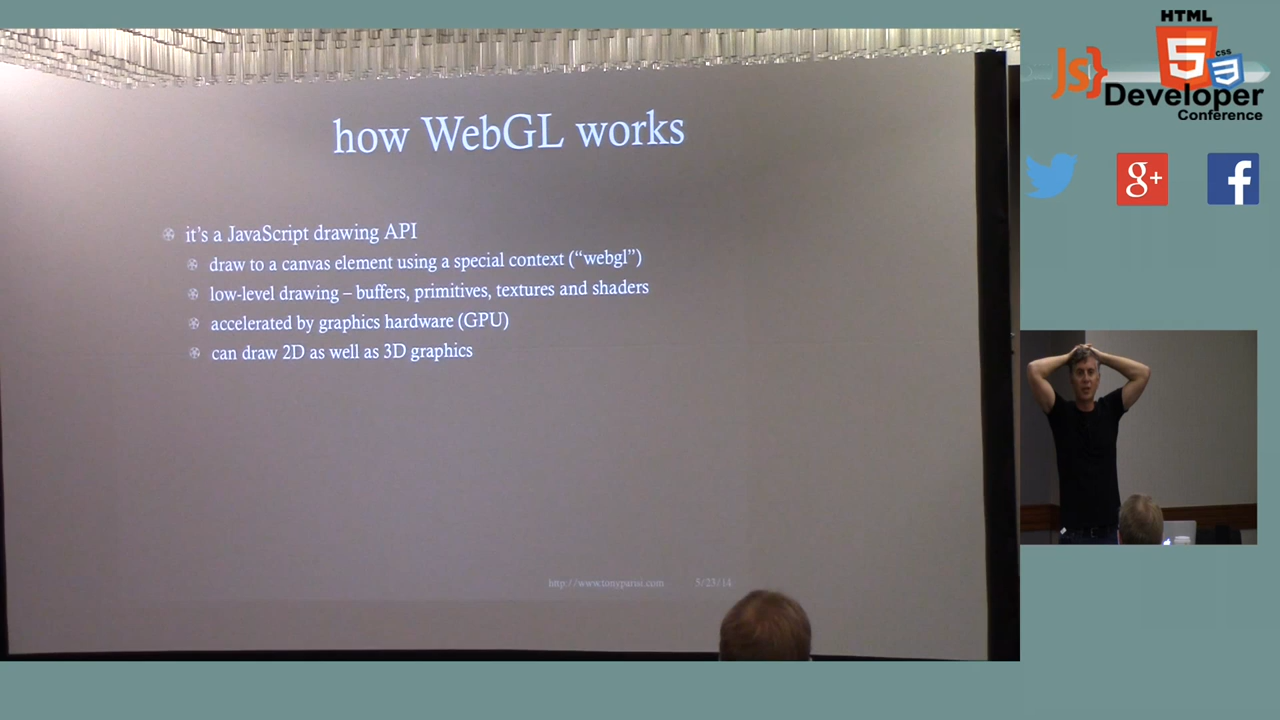 how WebGL works
it's a JavaScript drawing API
draw to a canvas element using a special context (“webgl”)
low-level drawing – buffers, primitives, textures and shaders
accelerated by graphics hardware (GPU)
can draw 2D as well as 3D graphics
http://www.tonyparisi.com 5/23/14
HTML
5
CSS
3
JS}
Developer
Conference
g+
f